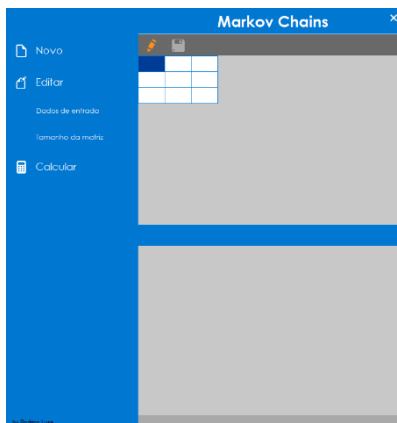 Markov Chains
Novo
Editar
Dados de entrada
Tamanho da matriz
Calcular